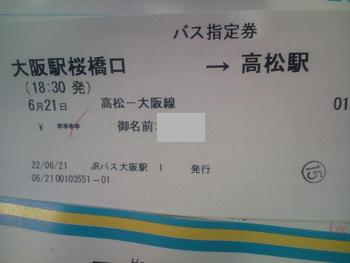 バス指定券
大阪駅桜橋口 → 高松駅
(18:30 発)
6月21日 高松－大阪線 01
¥ **** 御名前:
22/06/21 JRバス大阪駅 1 発行
06/21 00103551－01
⑮